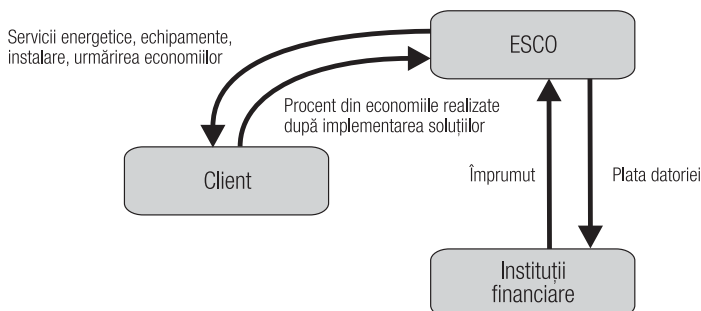 Servicii energetice, echipamente,
instalare, urmărirea economiilor
ESCO
Procent din economiile realizate
după implementarea soluțiilor
Client
Împrumut
Plata datoriei
Instituții
financiare